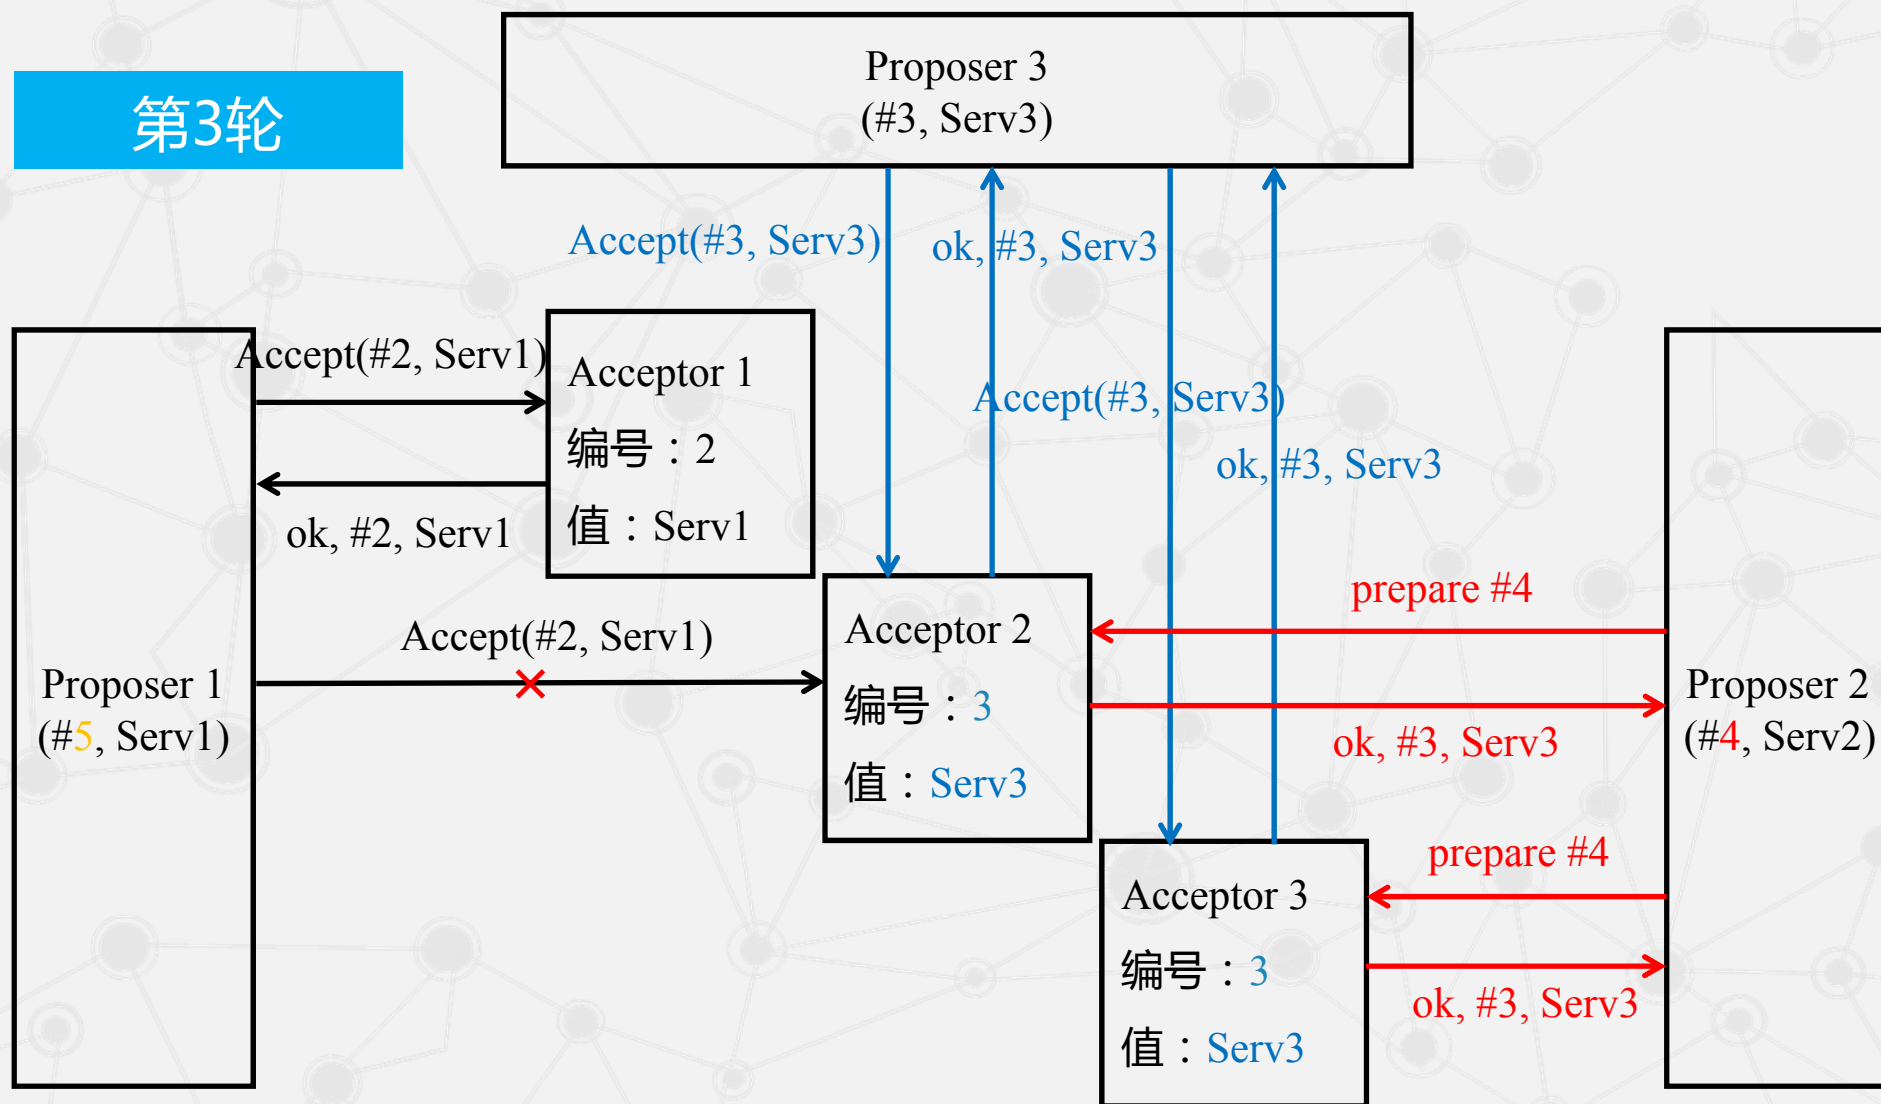 Proposer 3
(#3, Serv3)
第3轮
Accept(#3, Serv3)
ok, #3, Serv3
Accept(#2, Serv1)
Acceptor 1
编号：2
值：Serv1
ok, #2, Serv1
Accept(#3, Serv3)
ok, #3, Serv3
Accept(#2, Serv1)
Proposer 1
(#5, Serv1)
Acceptor 2
编号：3
值：Serv3
prepare #4
ok, #3, Serv3
Proposer 2
(#4, Serv2)
prepare #4
Acceptor 3
编号：3
值：Serv3
ok, #3, Serv3